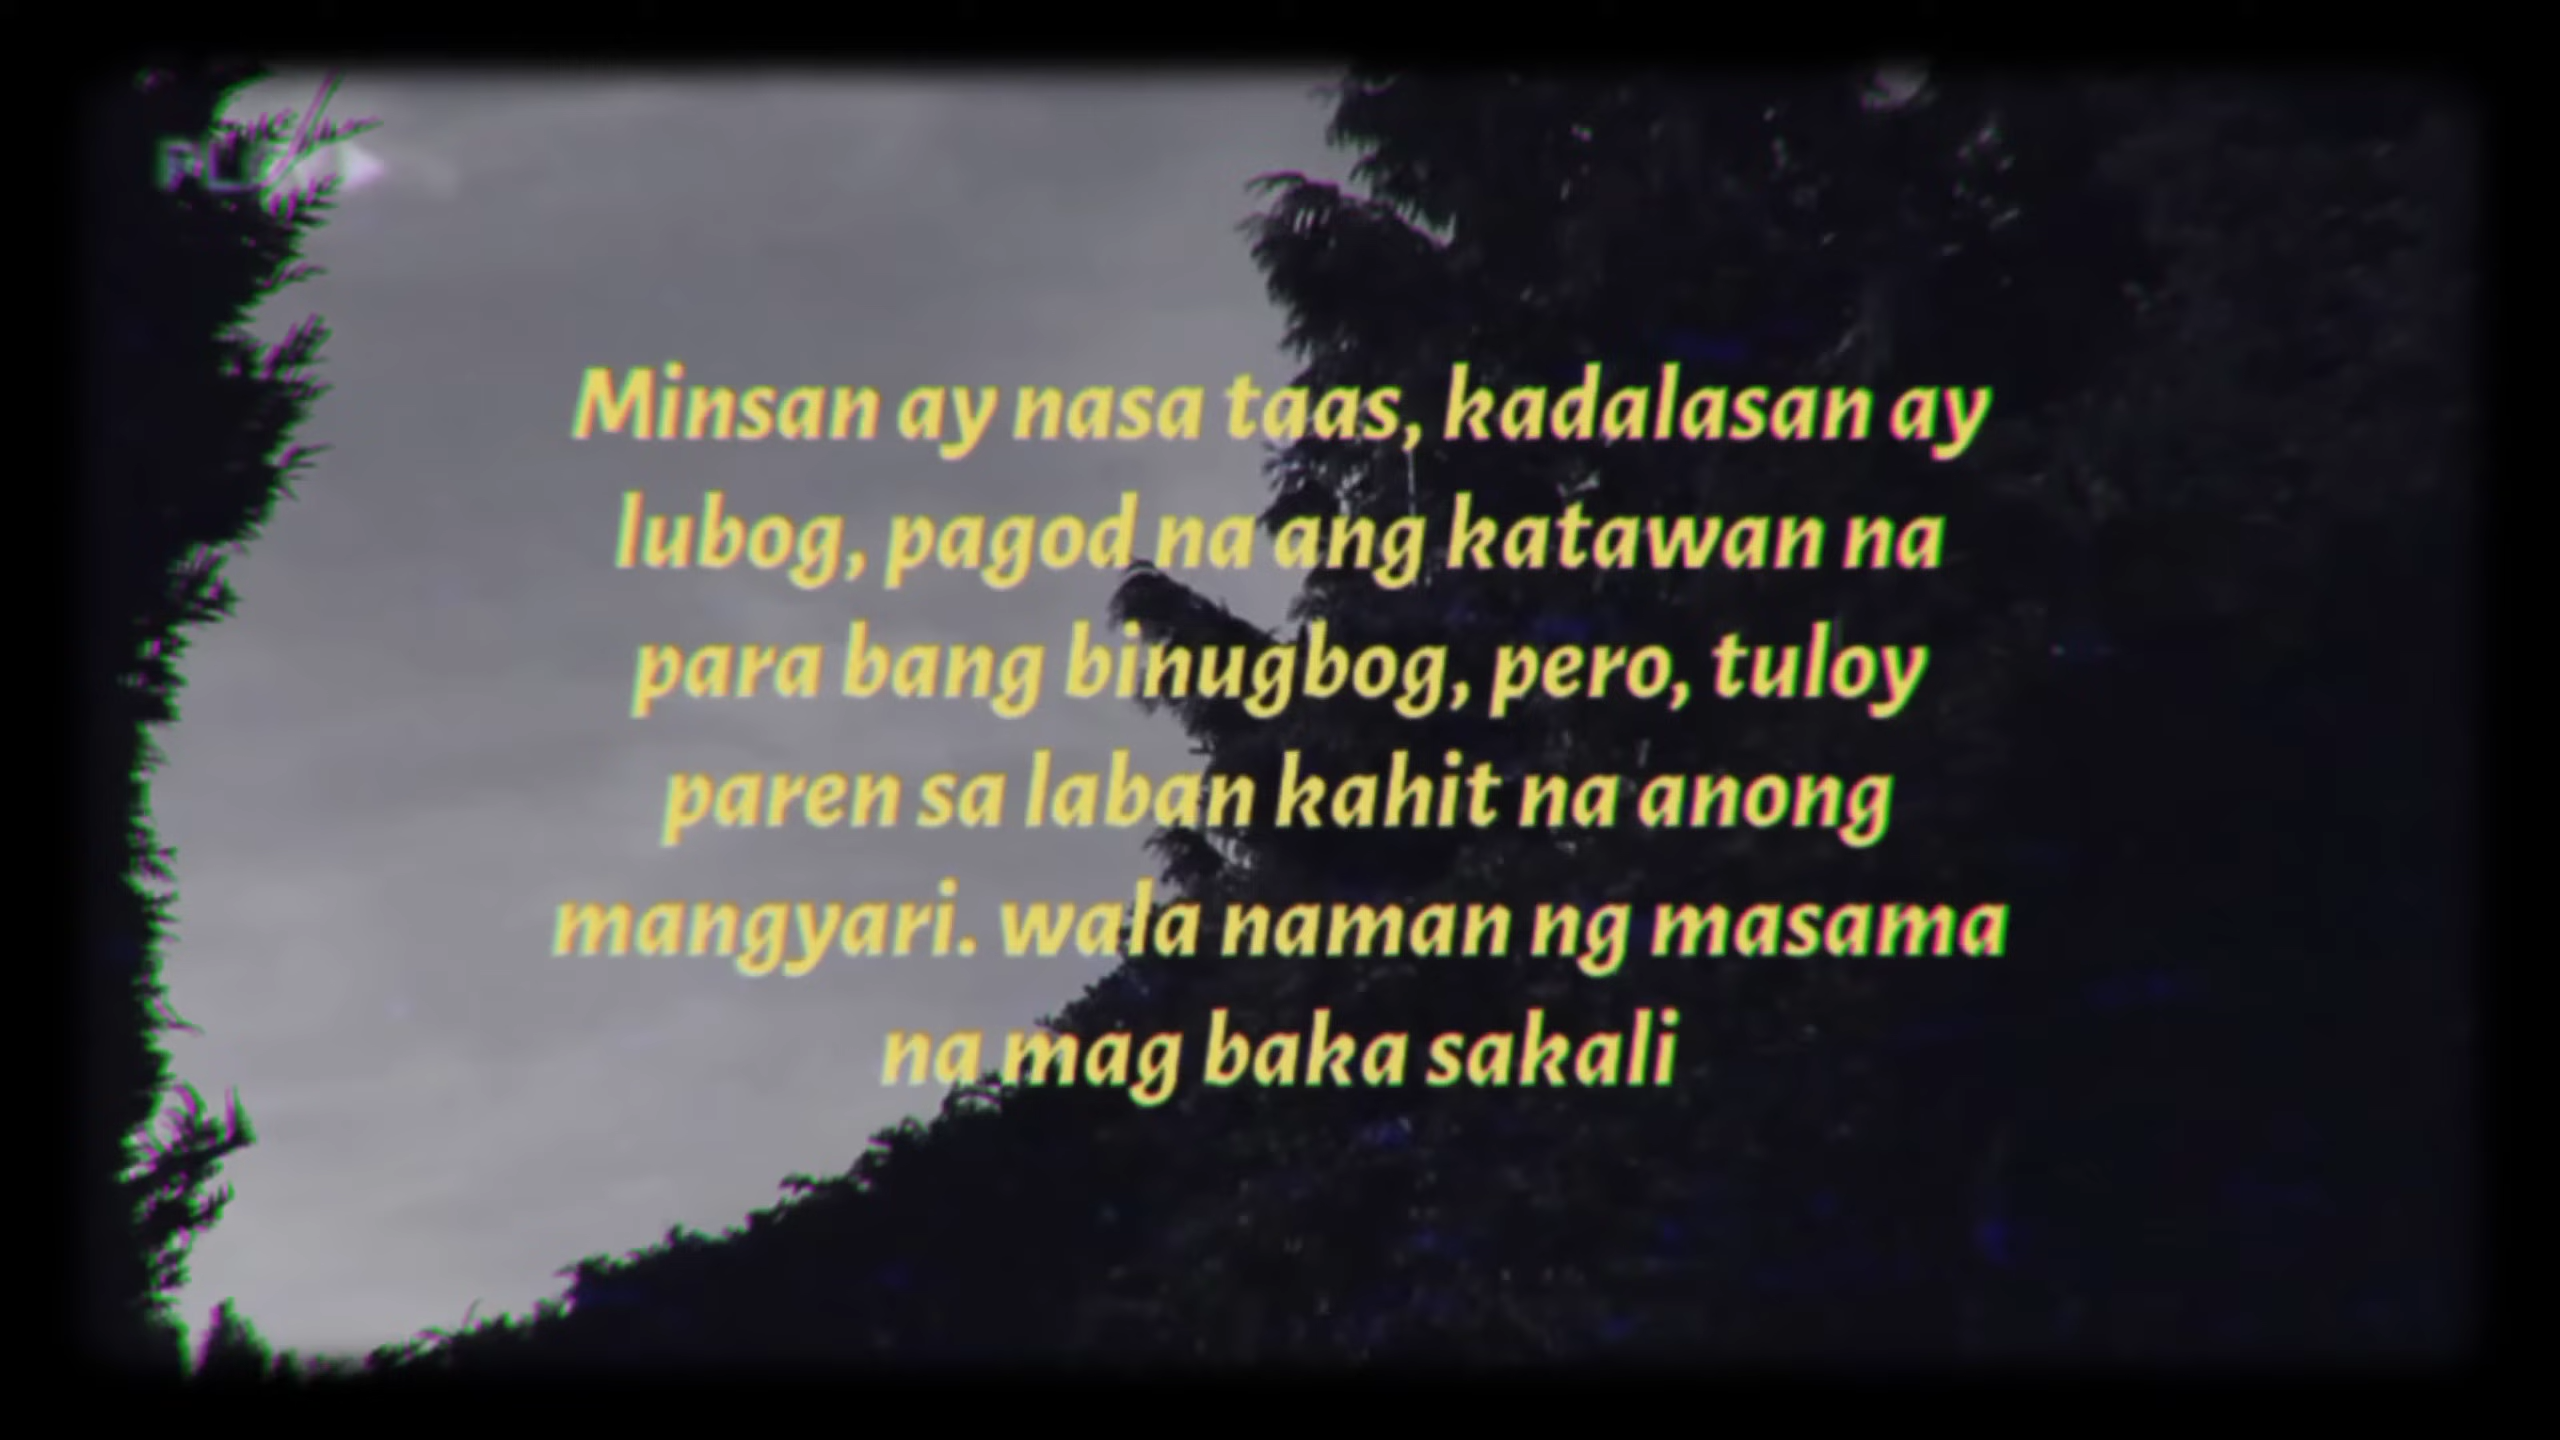 Minsan ay nasa taas, kadalasan ay
lubog, pagod na ang katawan na
para bang binugbog, pero, tuloy
paren sa laban kahit na anong
mangyari. wala naman ng masama
na mag baka sakali